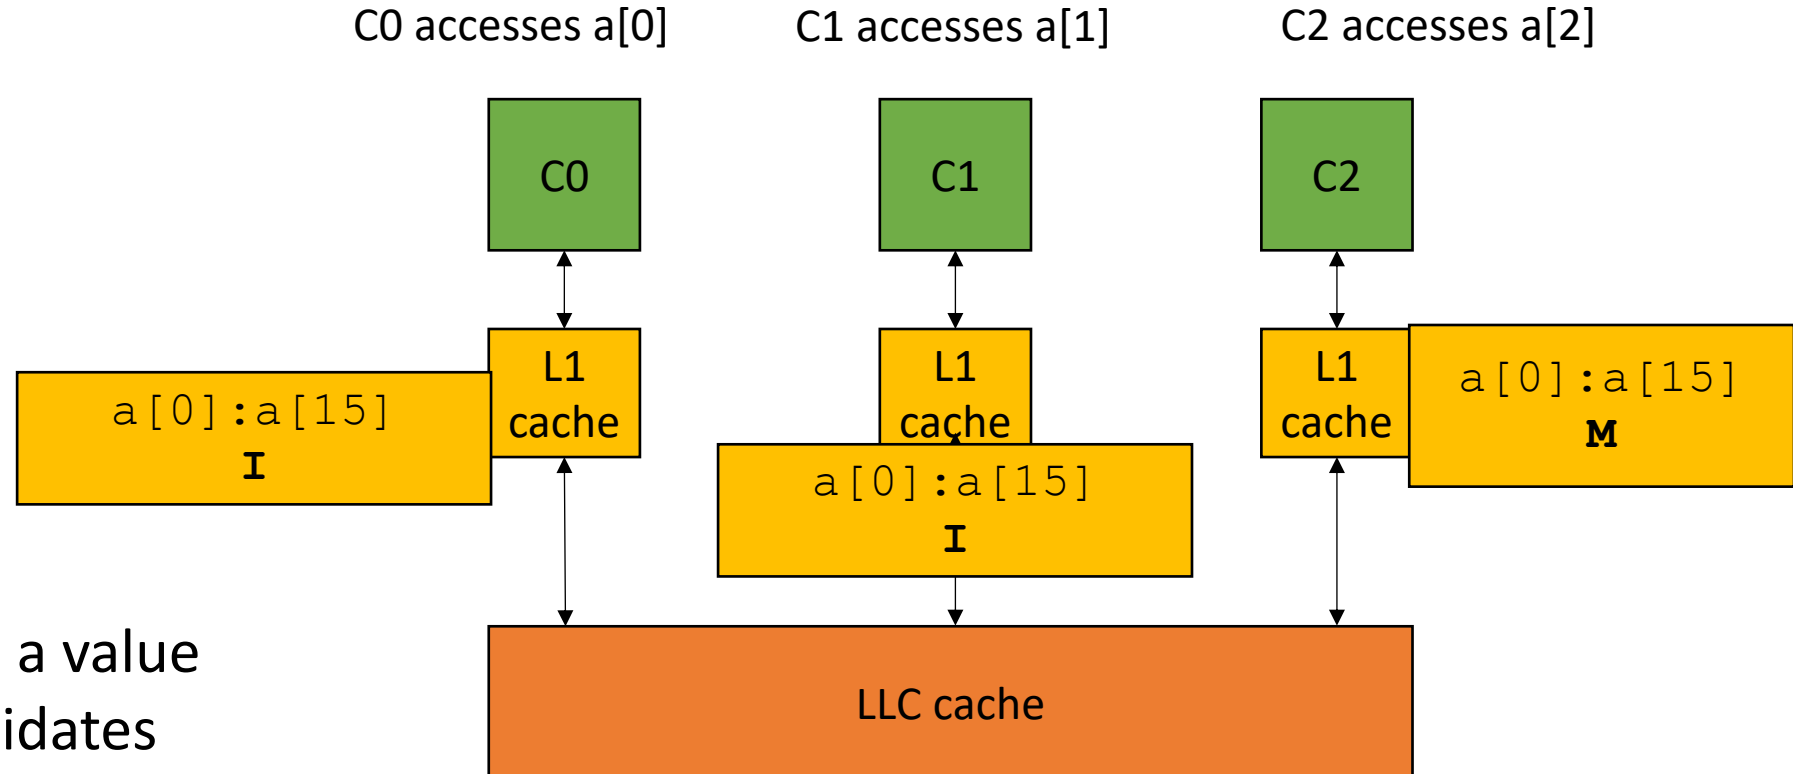 C0 accesses a[0]
C1 accesses a[1]
C2 accesses a[2]
C0
C1
C2
L1
cache
L1
cache
L1
cache
a[0]:a[15]
I
a[0]:a[15]
I
a[0]:a[15]
M
a value
idates
LLC cache